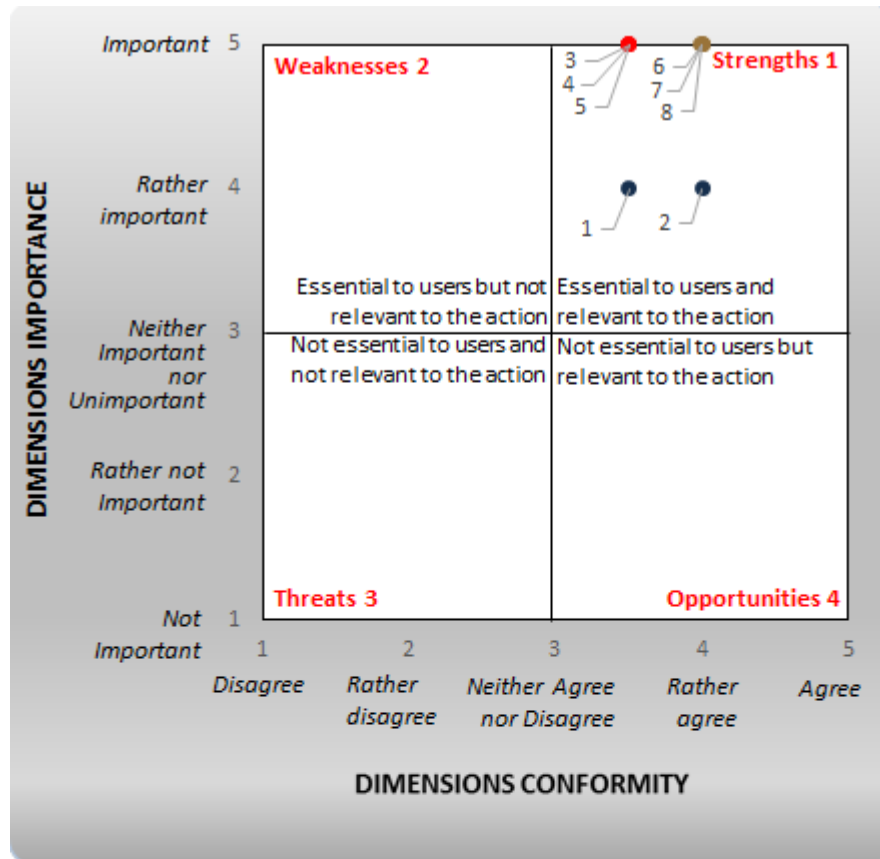 Important 5
Weaknesses 2
Strengths 1
3
4
5
6
7
8
Rather
important
4
1
2
DIMENSIONS IMPORTANCE
Essential to users but not
relevant to the action
Essential to users and
relevant to the action
Neither
Important
nor
Unimportant
3
Not essential to users and
not relevant to the action
Not essential to users but
relevant to the action
Rather not
Important
2
Threats 3
Opportunities 4
Not
Important
1
1 2 3 4 5
Disagree
Rather
disagree
Neither Agree
nor Disagree
Rather
agree
Agree
DIMENSIONS CONFORMITY